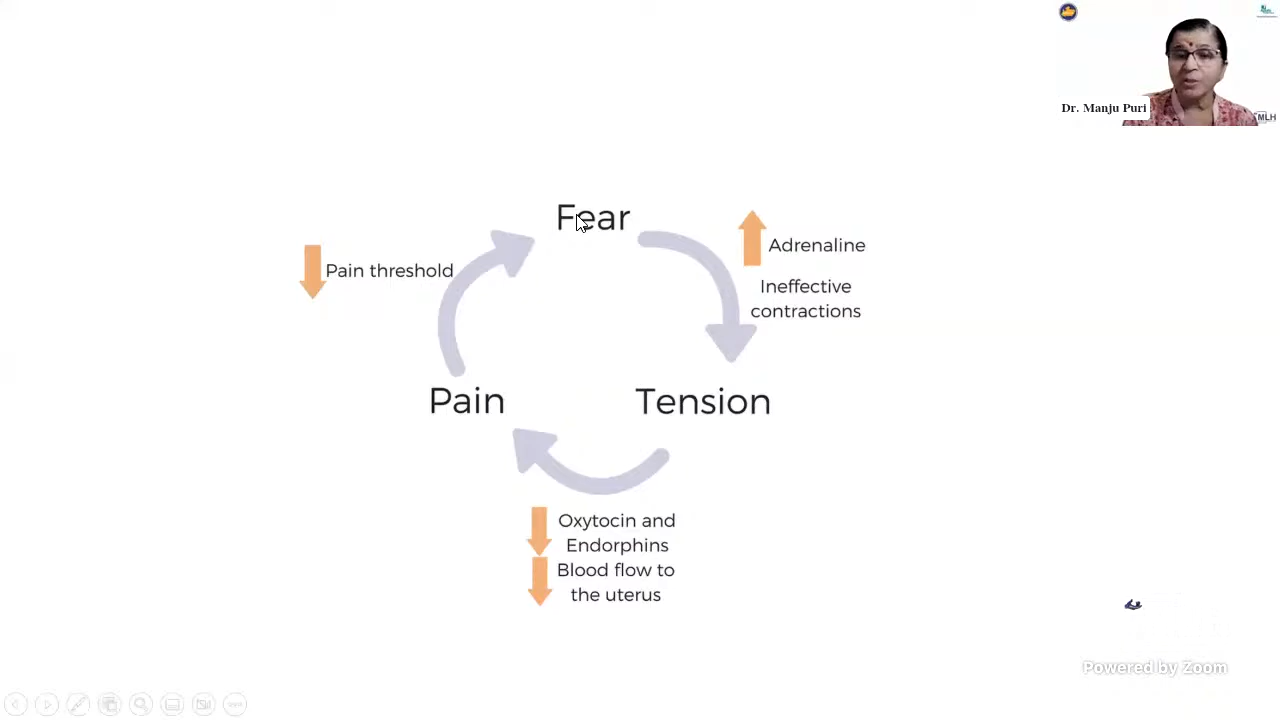 Dr. Manju Puri
MLH
Fear
Adrenaline
Ineffective
contractions
Pain threshold
Pain
Tension
Oxytocin and
Endorphins
Blood flow to
the uterus
Powered by Zoom